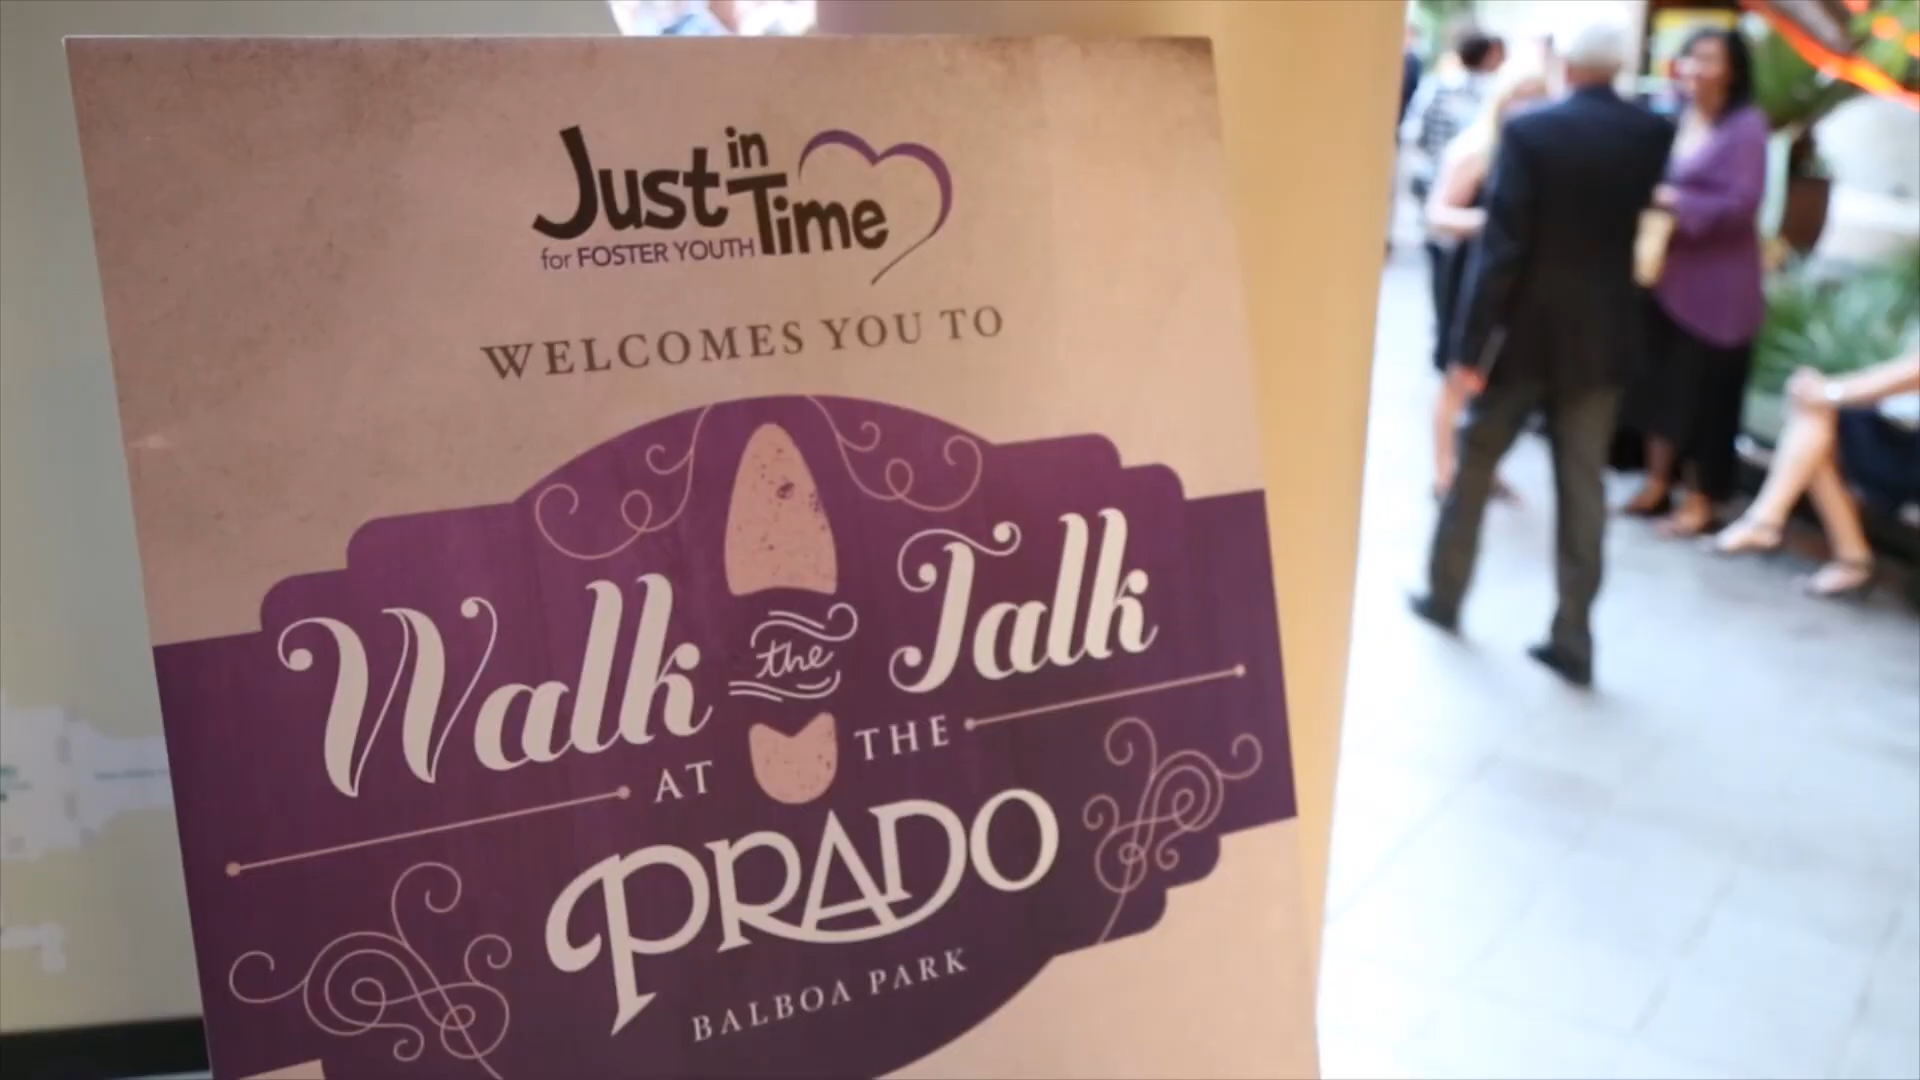 Just in Time
for FOSTER YOUTH
WELCOMES YOU TO
Walk the Talk
AT THE
PRADO
BALBOA PARK